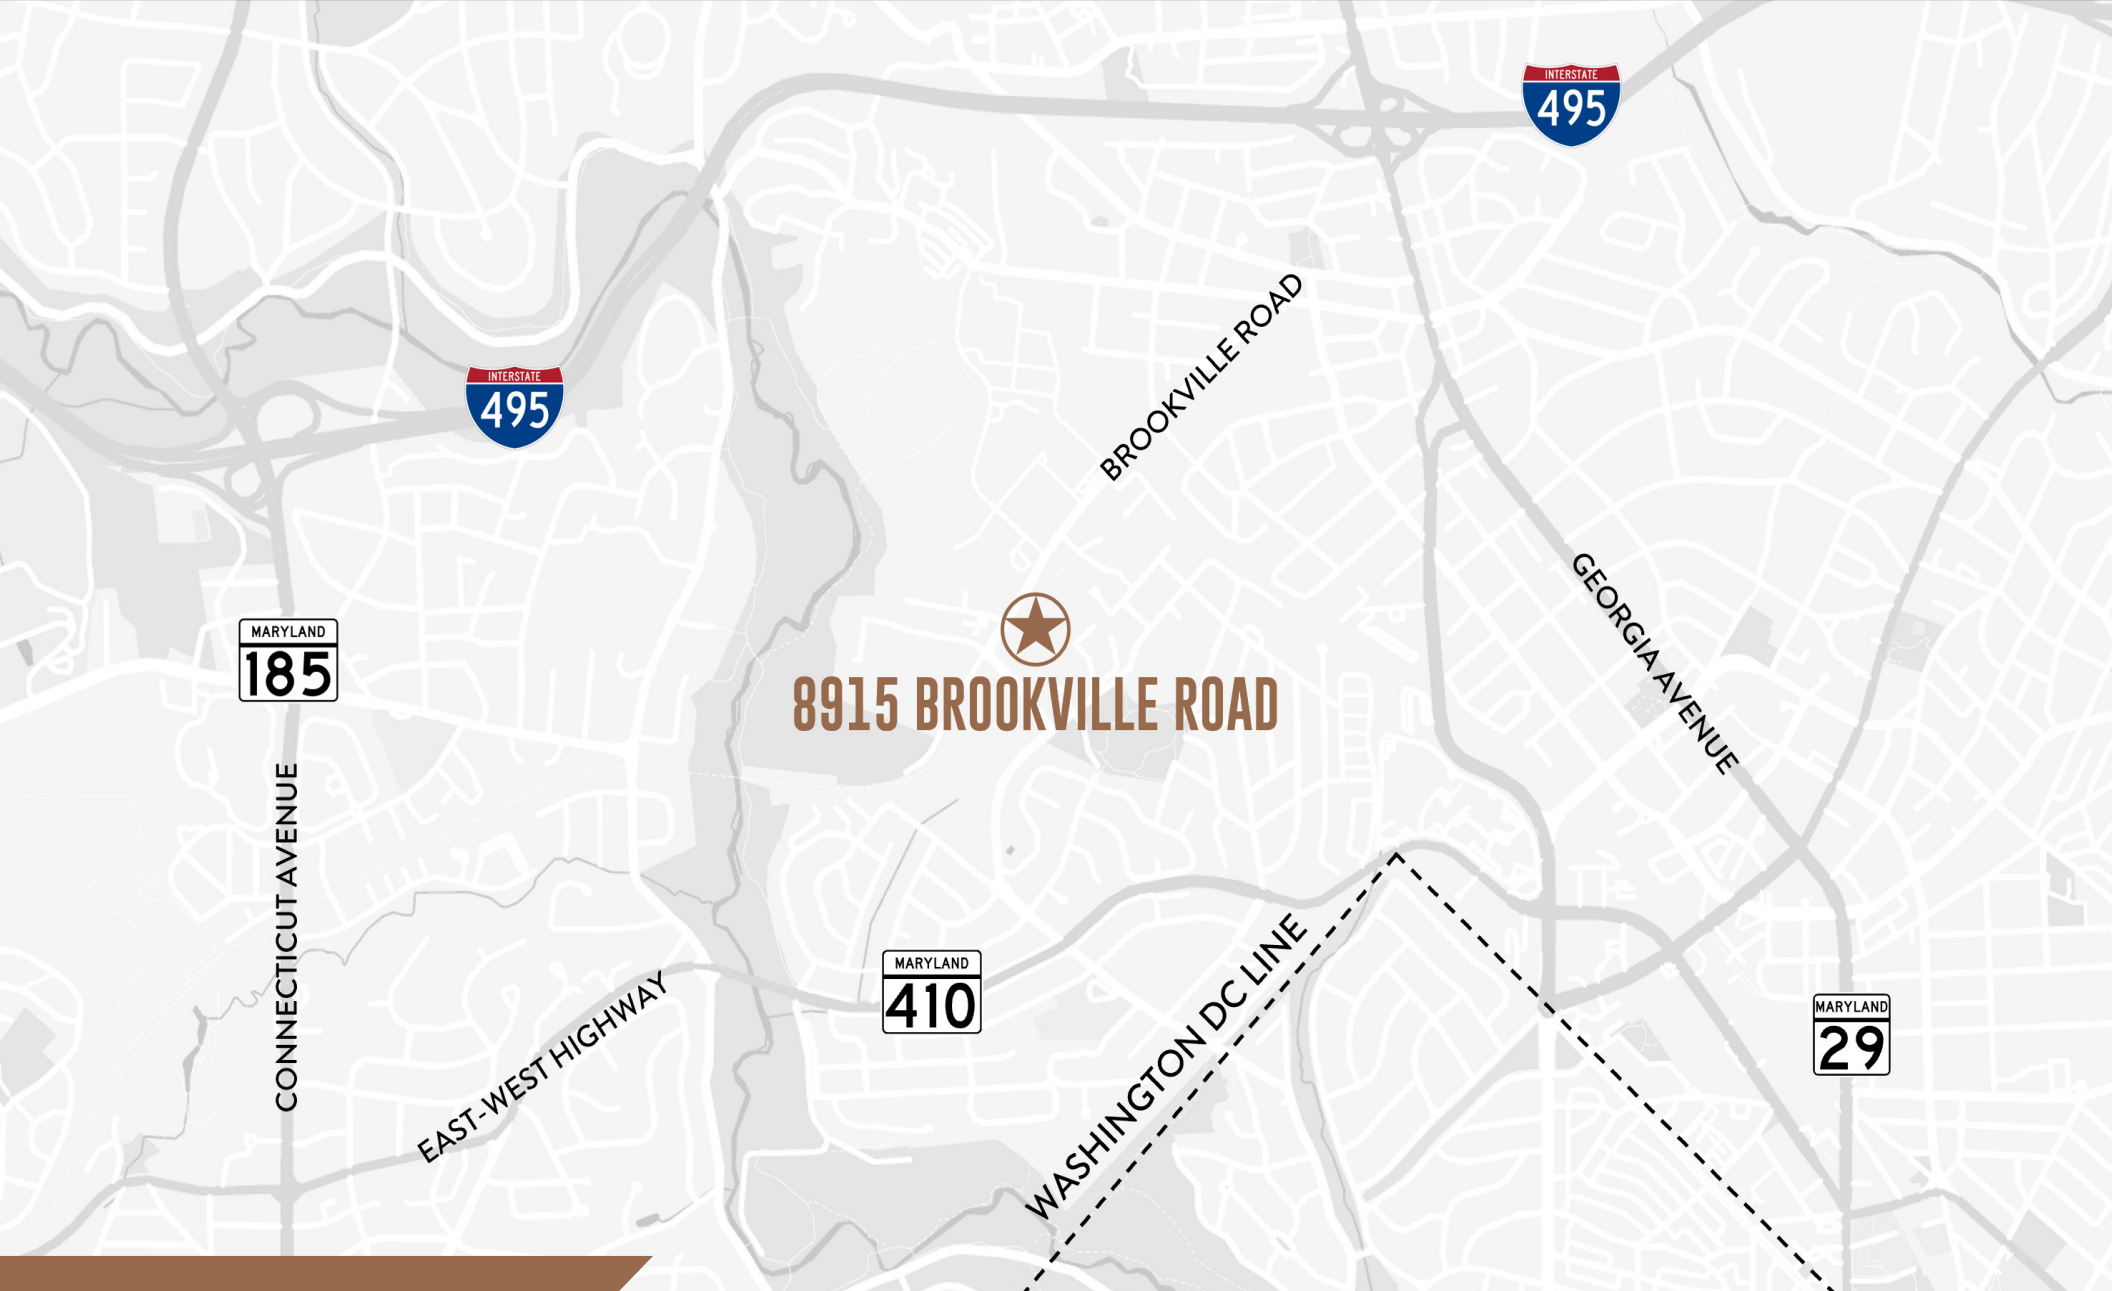 INTERSTATE
495
BROOKVILLE ROAD
INTERSTATE
495
GEORGIA AVENUE
MARYLAND
185
8915 BROOKVILLE ROAD
CONNECTICUT AVENUE
EAST-WEST HIGHWAY
MARYLAND
410
WASHINGTON DC LINE
MARYLAND
29